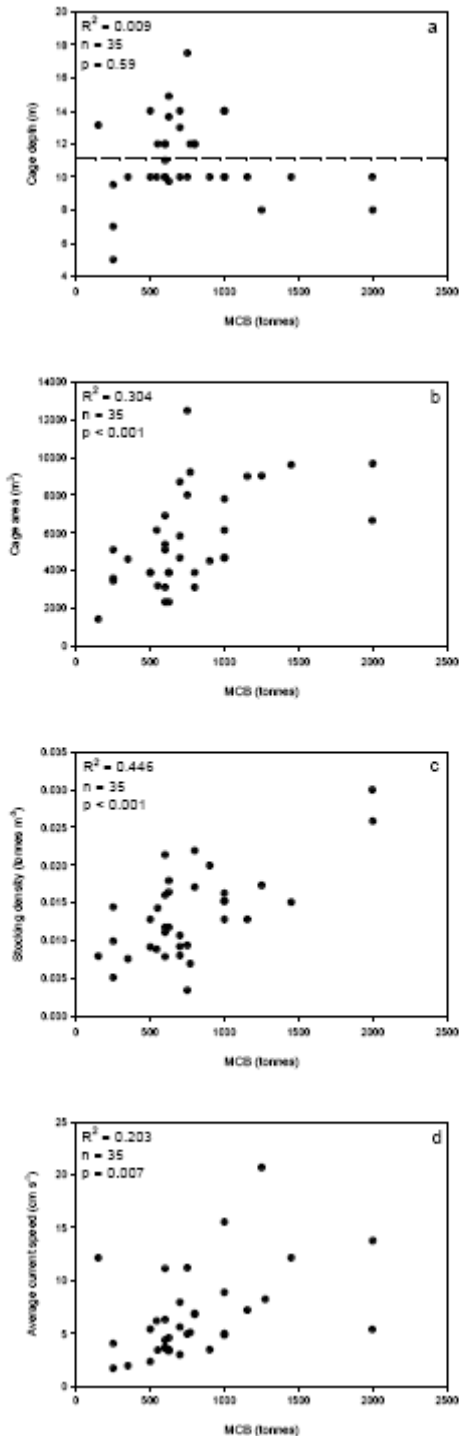 20
R² = 0.009
a
18
n = 35
16
p = 0.59
14
Cage depth (m)
12
10
8
6
4
0
500
1000
1500
2000
2500
MCB (tonnes)
14000
R² = 0.304
b
n = 35
12000
p < 0.001
10000
Cage area (m²)
8000
6000
4000
2000
0
0
500
1000
1500
2000
2500
MCB (tonnes)
0.035
R² = 0.446
c
n = 35
0.030
p < 0.001
0.025
Stocking density (tonnes m⁻³)
0.020
0.015
0.010
0.005
0.000
0
500
1000
1500
2000
2500
MCB (tonnes)
25
R² = 0.203
d
n = 35
p = 0.007
20
Average current speed (cm s⁻¹)
15
10
5
0
0
500
1000
1500
2000
2500
MCB (tonnes)